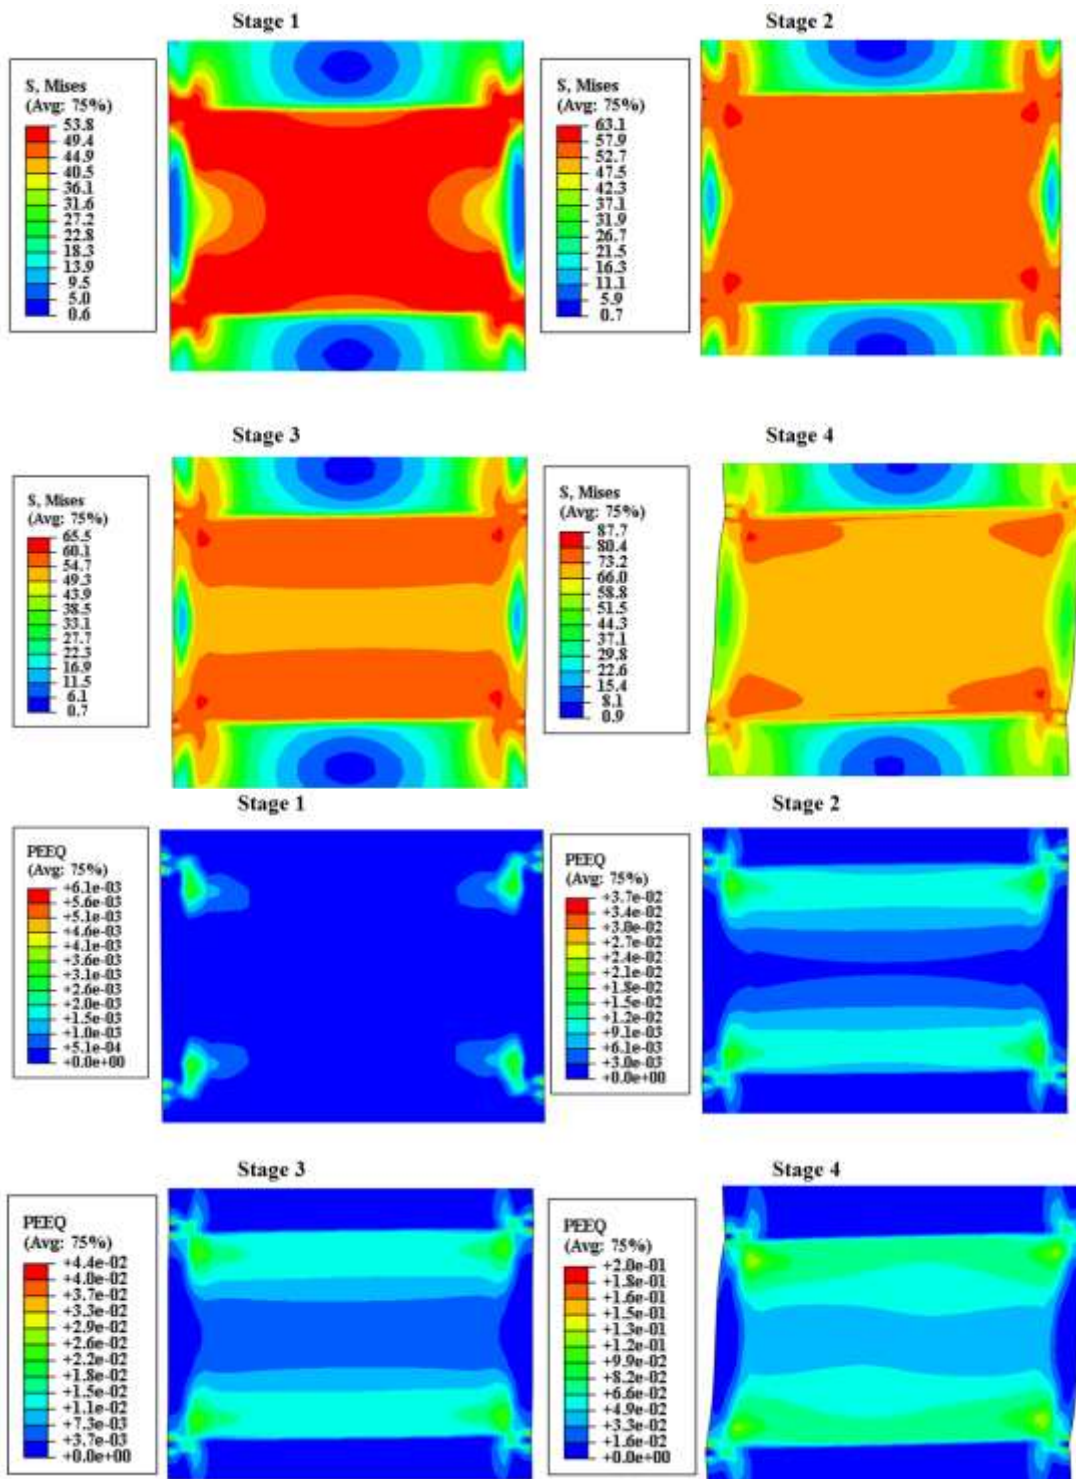 Stage 1
S, Mises
(Avg: 75%)
53.8
49.4
44.9
40.5
36.1
31.6
27.2
22.8
18.3
13.9
9.5
5.0
0.6
Stage 2
S, Mises
(Avg: 75%)
63.1
57.9
52.7
47.5
42.3
37.1
31.9
26.7
21.5
16.3
11.1
5.9
0.7
Stage 3
S, Mises
(Avg: 75%)
65.5
60.1
54.7
49.3
43.9
38.5
33.1
27.7
22.3
16.9
11.5
6.1
0.7
Stage 4
S, Mises
(Avg: 75%)
87.7
80.4
73.2
66.0
58.8
51.5
44.3
37.1
29.8
22.6
15.4
8.1
0.9
Stage 1
PEEQ
(Avg: 75%)
+6.1e-03
+5.6e-03
+5.1e-03
+4.6e-03
+4.1e-03
+3.6e-03
+3.1e-03
+2.6e-03
+2.0e-03
+1.5e-03
+1.0e-03
+5.1e-04
+0.0e+00
Stage 2
PEEQ
(Avg: 75%)
+3.7e-02
+3.4e-02
+3.0e-02
+2.7e-02
+2.4e-02
+2.1e-02
+1.8e-02
+1.5e-02
+1.2e-02
+9.1e-03
+6.1e-03
+3.0e-03
+0.0e+00
Stage 3
PEEQ
(Avg: 75%)
+4.4e-02
+4.0e-02
+3.7e-02
+3.3e-02
+2.9e-02
+2.6e-02
+2.2e-02
+1.8e-02
+1.5e-02
+1.1e-02
+7.3e-03
+3.7e-03
+0.0e+00
Stage 4
PEEQ
(Avg: 75%)
+2.0e-01
+1.8e-01
+1.6e-01
+1.5e-01
+1.3e-01
+1.2e-01
+9.9e-02
+8.2e-02
+6.6e-02
+4.9e-02
+3.3e-02
+1.6e-02
+0.0e+00